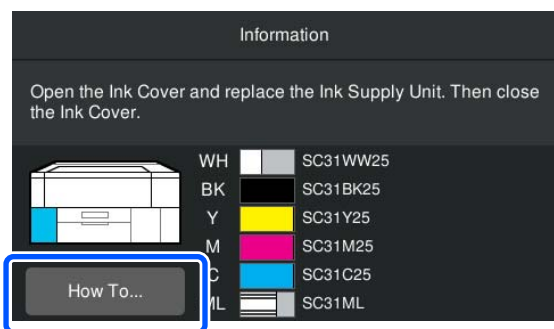 Information
Open the Ink Cover and replace the Ink Supply Unit. Then close
the Ink Cover.
WH SC31WW25
BK SC31BK25
Y SC31Y25
M SC31M25
C SC31C25
ML SC31ML
How To...